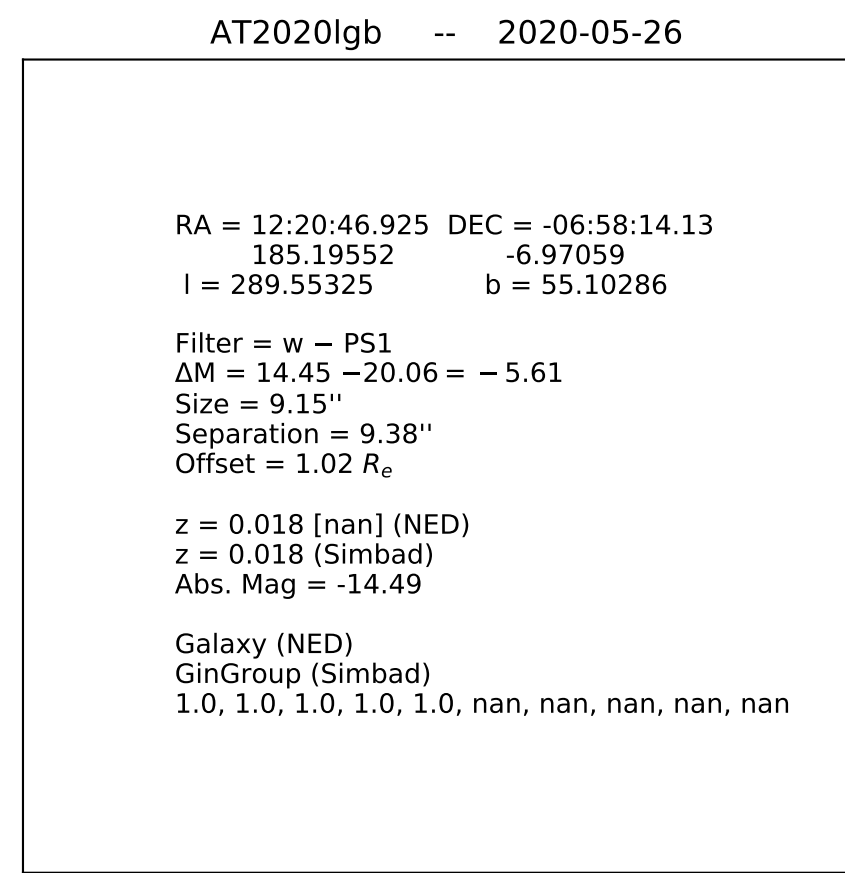 AT2020lgb -- 2020-05-26
RA = 12:20:46.925 DEC = -06:58:14.13
185.19552 -6.97059
l = 289.55325 b = 55.10286
Filter = w − PS1
ΔM = 14.45 −20.06 = − 5.61
Size = 9.15''
Separation = 9.38''
Offset = 1.02 Re
z = 0.018 [nan] (NED)
z = 0.018 (Simbad)
Abs. Mag = -14.49
Galaxy (NED)
GinGroup (Simbad)
1.0, 1.0, 1.0, 1.0, 1.0, nan, nan, nan, nan, nan